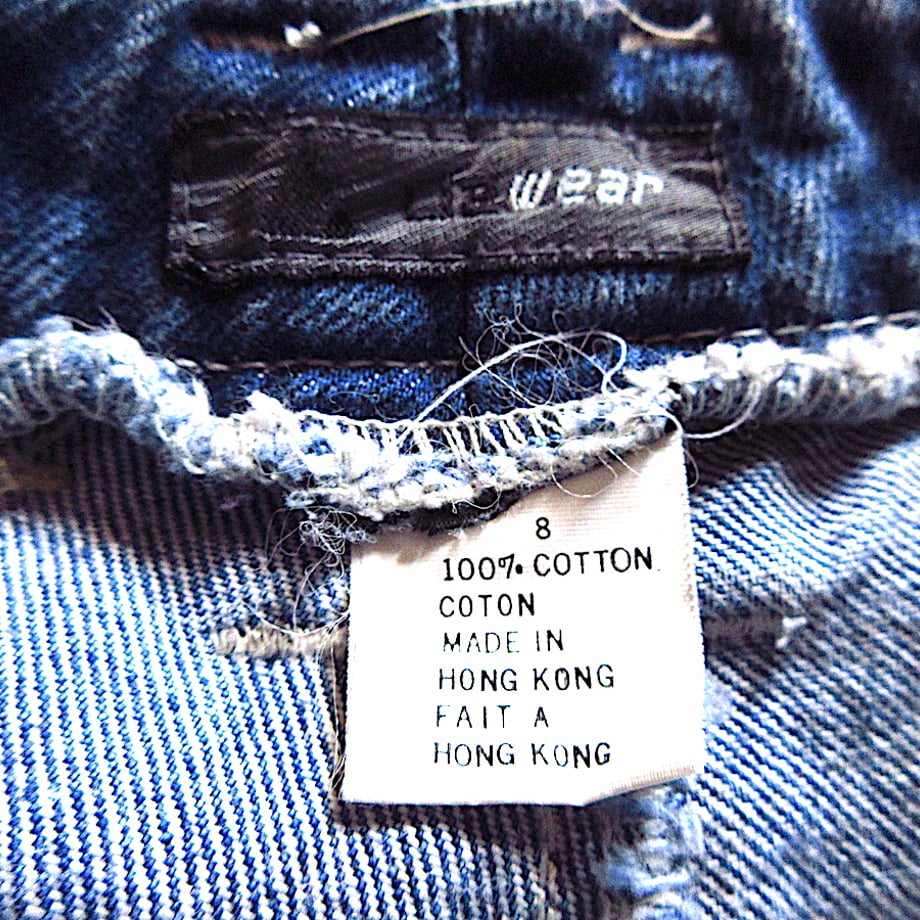 wear
8
100% COTTON
COTON
MADE IN
HONG KONG
FAIT A
HONG KONG